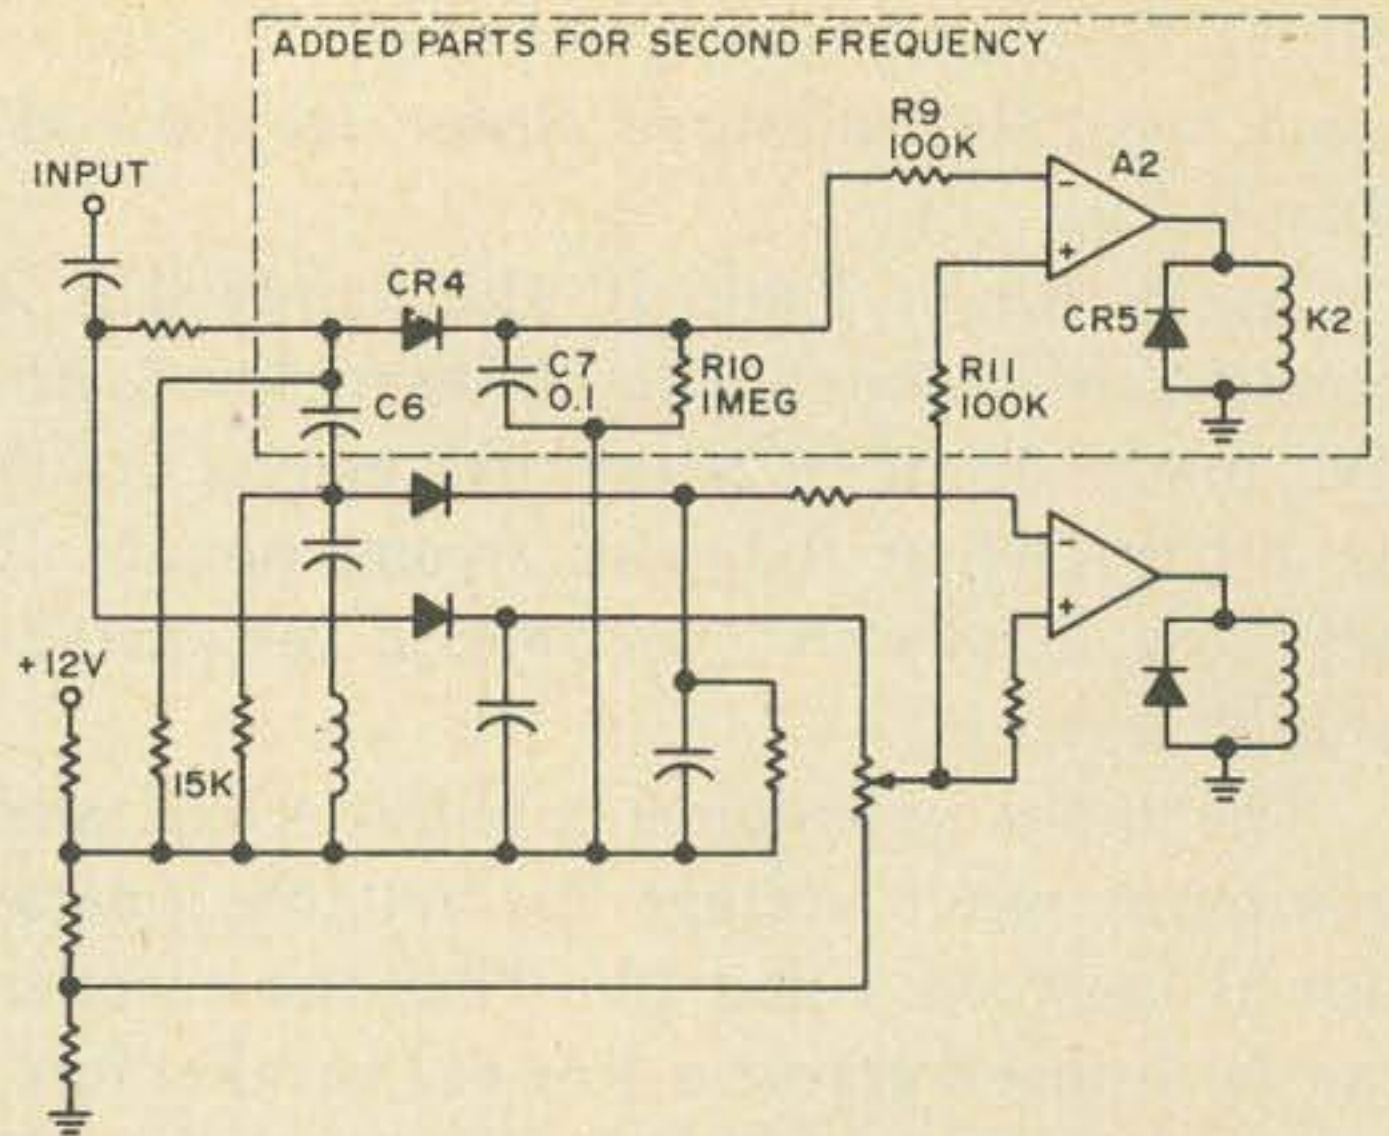 ADDED PARTS FOR SECOND FREQUENCY
R9
100K
A2
-
+
INPUT
CR4
CR5
K2
C7
0.1
R10
1MEG
R11
100K
C6
-
+
+12V
15K